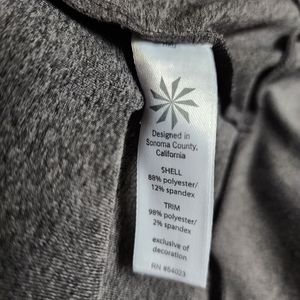 Designed in
Sonoma County,
California
SHELL
88% polyester/
12% spandex
TRIM
98% polyester/
2% spandex
exclusive of
decoration
RN #54023